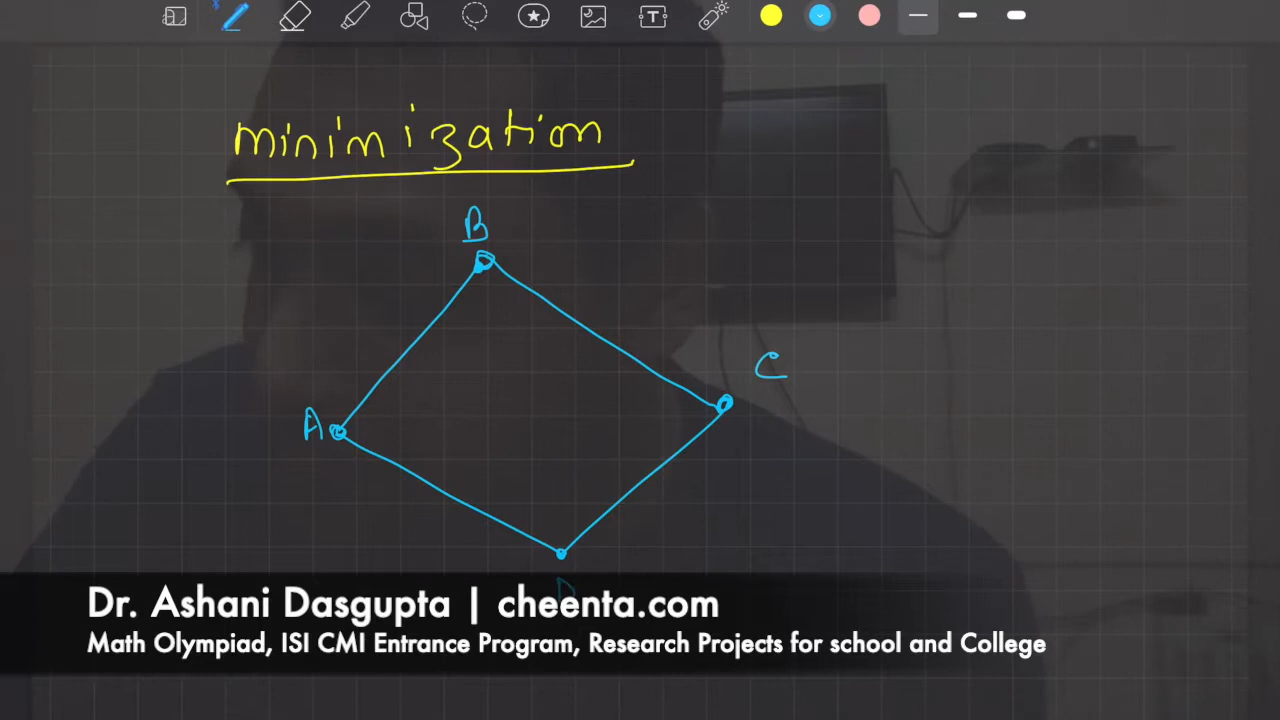 minimization
B
C
A
D
Dr. Ashani Dasgupta | cheenta.com
Math Olympiad, ISI CMI Entrance Program, Research Projects for school and College